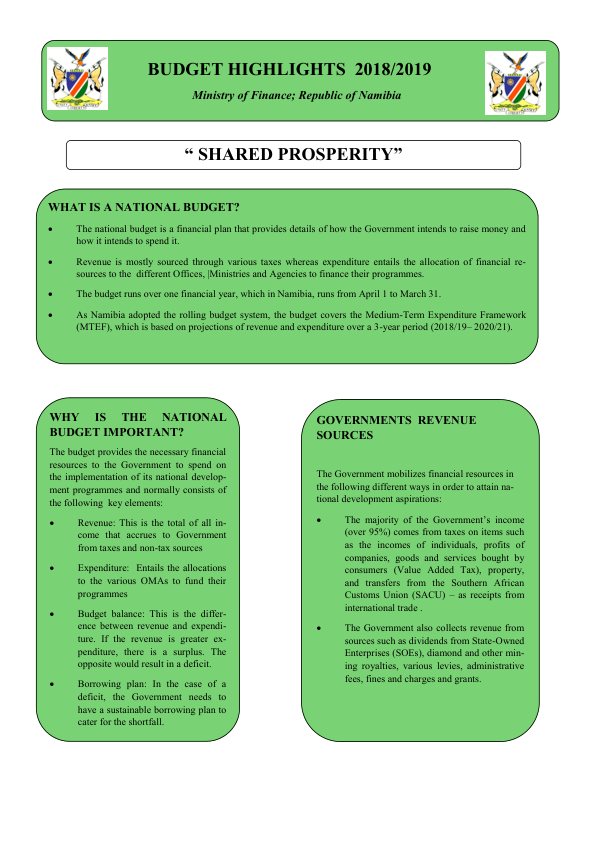 BUDGET HIGHLIGHTS  2018/2019
Ministry of Finance; Republic of Namibia
“ SHARED PROSPERITY”
WHAT IS A NATIONAL BUDGET?
• The national budget is a financial plan that provides details of how the Government intends to raise money and
how it intends to spend it.
• Revenue is mostly sourced through various taxes whereas expenditure entails the allocation of financial re-
sources to the  different Offices, |Ministries and Agencies to finance their programmes.
• The budget runs over one financial year, which in Namibia, runs from April 1 to March 31.
• As Namibia adopted the rolling budget system, the budget covers the Medium-Term Expenditure Framework
(MTEF), which is based on projections of revenue and expenditure over a 3-year period (2018/19– 2020/21).
WHY IS THE NATIONAL
BUDGET IMPORTANT?
The budget provides the necessary financial
resources to the Government to spend on
the implementation of its national develop-
ment programmes and normally consists of
the following  key elements:
• Revenue: This is the total of all in-
come that accrues to Government
from taxes and non-tax sources
• Expenditure:  Entails the allocations
to the various OMAs to fund their
programmes
• Budget balance: This is the differ-
ence between revenue and expendi-
ture. If the revenue is greater ex-
penditure, there is a surplus. The
opposite would result in a deficit.
• Borrowing plan: In the case of a
deficit, the Government needs to
have a sustainable borrowing plan to
cater for the shortfall.
GOVERNMENTS  REVENUE
SOURCES
The Government mobilizes financial resources in
the following different ways in order to attain na-
tional development aspirations:
• The majority of the Government’s income
(over 95%) comes from taxes on items such
as the incomes of individuals, profits of
companies, goods and services bought by
consumers (Value Added Tax), property,
and transfers from the Southern African
Customs Union (SACU) – as receipts from
international trade .
• The Government also collects revenue from
sources such as dividends from State-Owned
Enterprises (SOEs), diamond and other min-
ing royalties, various levies, administrative
fees, fines and charges and grants.